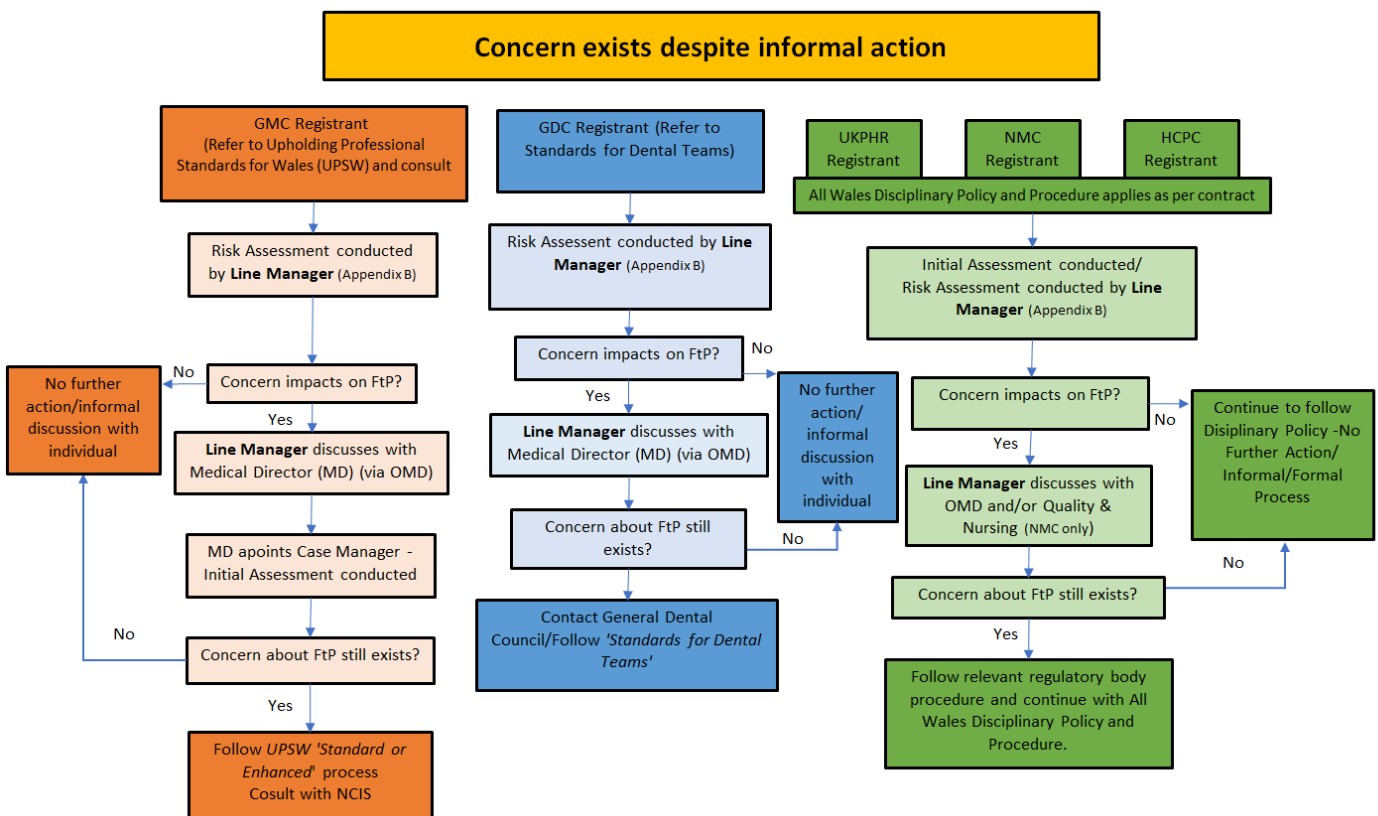 Concern exists despite informal action
GMC Registrant
(Refer to Upholding Professional
Standards for Wales (UPSW) and consult
Risk Assessment conducted
by Line Manager (Appendix B)
Concern impacts on FtP?
No
No further
action/informal
discussion with
individual
Yes
Line Manager discusses with
Medical Director (MD) (via OMD)
MD apoints Case Manager -
Initial Assessment conducted
No
Concern about FtP still exists?
Yes
Follow UPSW 'Standard or
Enhanced' process
Cosult with NCIS
GDC Registrant (Refer to
Standards for Dental Teams)
Risk Assesent conducted by Line
Manager (Appendix B)
Concern impacts on FtP?
No
No further
action/
informal
discussion
with
individual
Yes
Line Manager discusses with
Medical Director (MD) (via OMD)
Concern about FtP still
exists?
No
Contact General Dental
Council/Follow 'Standards for Dental
Teams'
UKPHR
Registrant
NMC
Registrant
HCPC
Registrant
All Wales Disciplinary Policy and Procedure applies as per contract
Initial Assessment conducted/
Risk Assessment conducted by Line
Manager (Appendix B)
Concern impacts on FtP?
No
Continue to follow
Disiplinary Policy -No
Further Action/
Informal/Formal
Process
Yes
Line Manager discusses with
OMD and/or Quality &
Nursing (NMC only)
Concern about FtP still exists?
No
Yes
Follow relevant regulatory body
procedure and continue with All
Wales Disciplinary Policy and
Procedure.